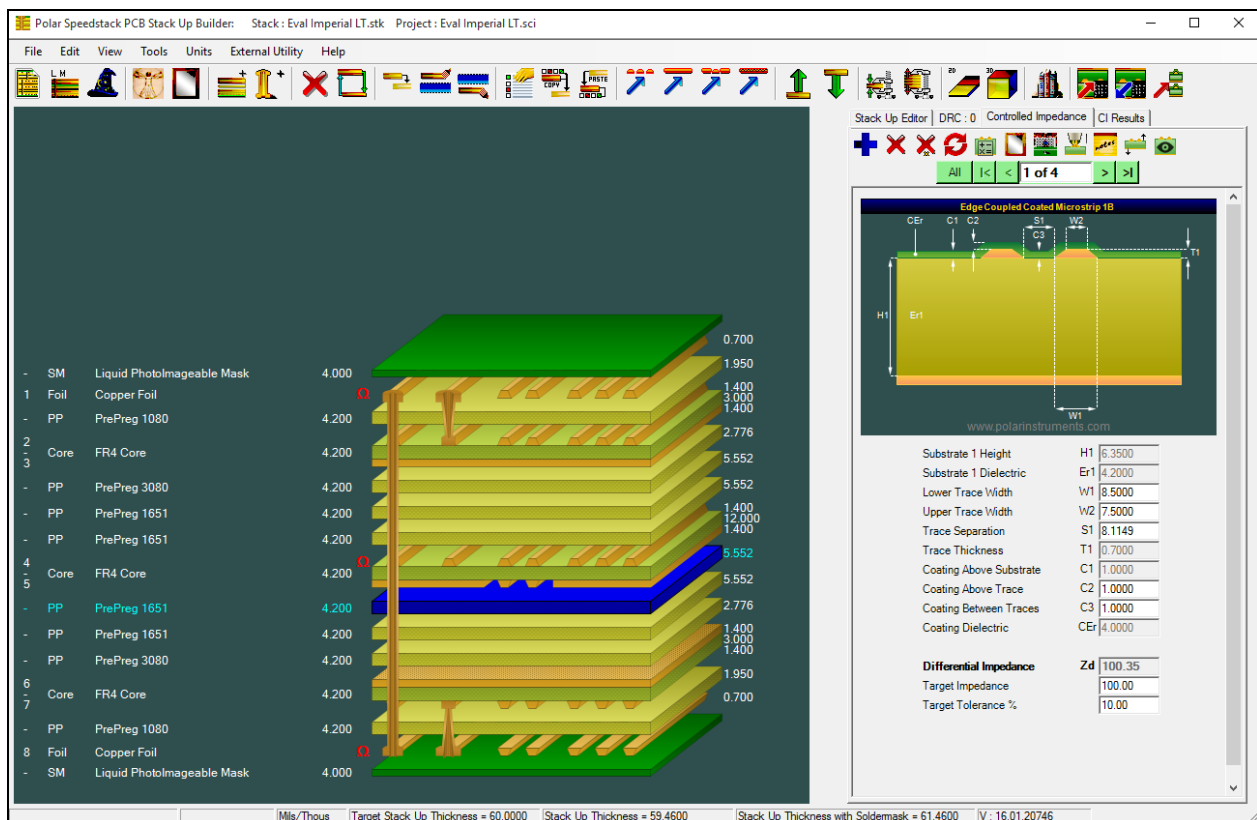 Polar Speedstack PCB Stack Up Builder: Stack : Eval Imperial LT.stk Project : Eval Imperial LT.sci
File Edit View Tools Units External Utility Help
L M
COPY
PASTE
2D
3D
Stack Up Editor DRC : 0 Controlled Impedance CI Results
notes
All |< < 1 of 4 > >|
Edge Coupled Coated Microstrip 1B
CEr C1 C2 S1 W2
C3
T1
H1 Er1
W1
www.polarinstruments.com
Substrate 1 Height H1 6.3500
Substrate 1 Dielectric Er1 4.2000
Lower Trace Width W1 8.5000
Upper Trace Width W2 7.5000
Trace Separation S1 8.1149
Trace Thickness T1 0.7000
Coating Above Substrate C1 1.0000
Coating Above Trace C2 1.0000
Coating Between Traces C3 1.0000
Coating Dielectric CEr 4.0000
Differential Impedance Zd 100.35
Target Impedance 100.00
Target Tolerance % 10.00
- SM Liquid PhotoImageable Mask 4.000
1 Foil Copper Foil Ω
- PP PrePreg 1080 4.200
2 - 3 Core FR4 Core 4.200
- PP PrePreg 3080 4.200
- PP PrePreg 1651 4.200
- PP PrePreg 1651 4.200
4 - 5 Core FR4 Core 4.200 Ω
- PP PrePreg 1651 4.200
- PP PrePreg 1651 4.200
- PP PrePreg 3080 4.200
6 - 7 Core FR4 Core 4.200
- PP PrePreg 1080 4.200
8 Foil Copper Foil Ω
- SM Liquid PhotoImageable Mask 4.000
0.700
1.950
1.400
3.000
1.400
2.776
5.552
5.552
1.400
12.000
1.400
5.552
5.552
2.776
1.400
3.000
1.400
1.950
0.700
Mils/Thous Target Stack Up Thickness = 60.0000 Stack Up Thickness = 59.4600 Stack Up Thickness with Soldermask = 61.4600 V : 16.01.20746